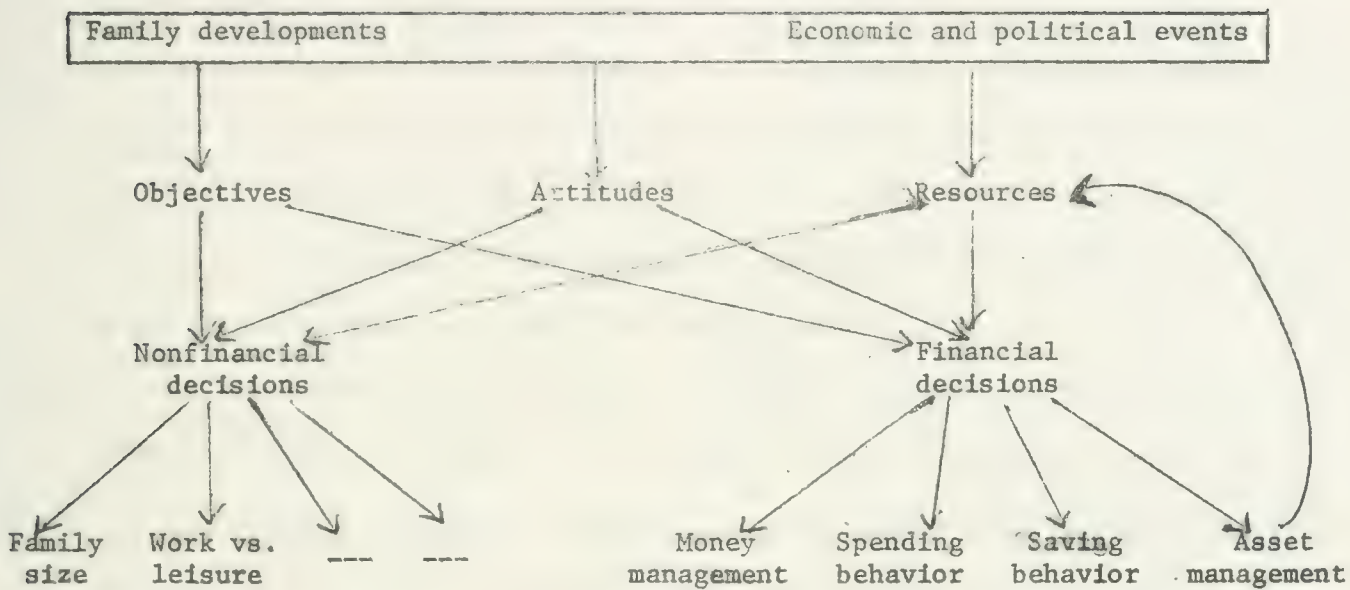 Family developments Economic and political events
Objectives Attitudes Resources
Nonfinancial Financial
decisions decisions
Family Work vs. --- --- Money Spending Saving Asset
size leisure management behavior behavior management